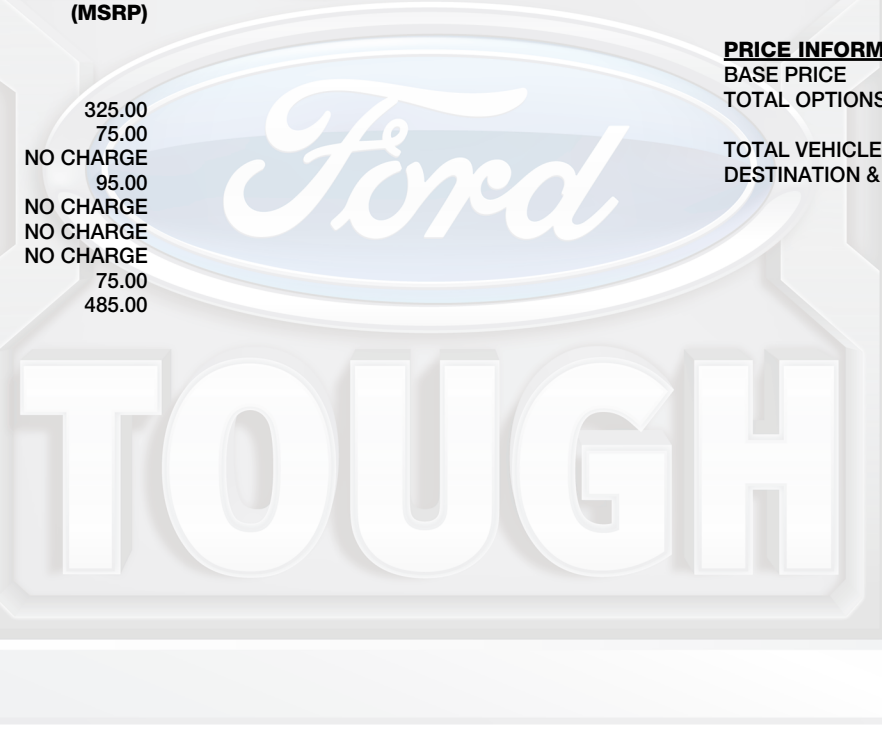 (MSRP)
325.00
75.00
NO CHARGE
95.00
NO CHARGE
NO CHARGE
NO CHARGE
75.00
485.00
PRICE INFORM
BASE PRICE
TOTAL OPTIONS
TOTAL VEHICLE
DESTINATION &
Ford
TOUGH